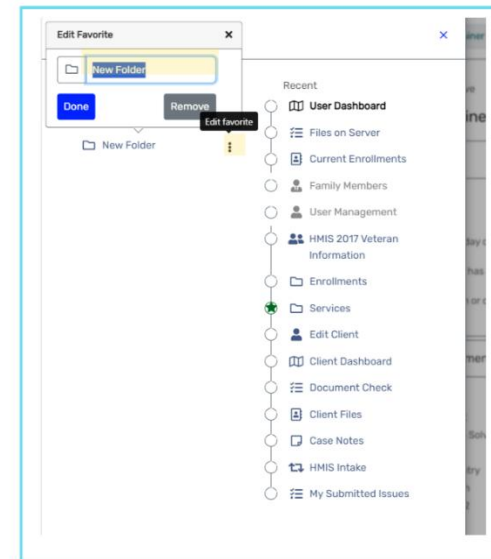 Edit Favorite
New Folder
Done
Remove
Edit favorite
New Folder
Recent
User Dashboard
Files on Server
Current Enrollments
Family Members
User Management
HMIS 2017 Veteran
Information
Enrollments
Services
Edit Client
Client Dashboard
Document Check
Client Files
Case Notes
HMIS Intake
My Submitted Issues